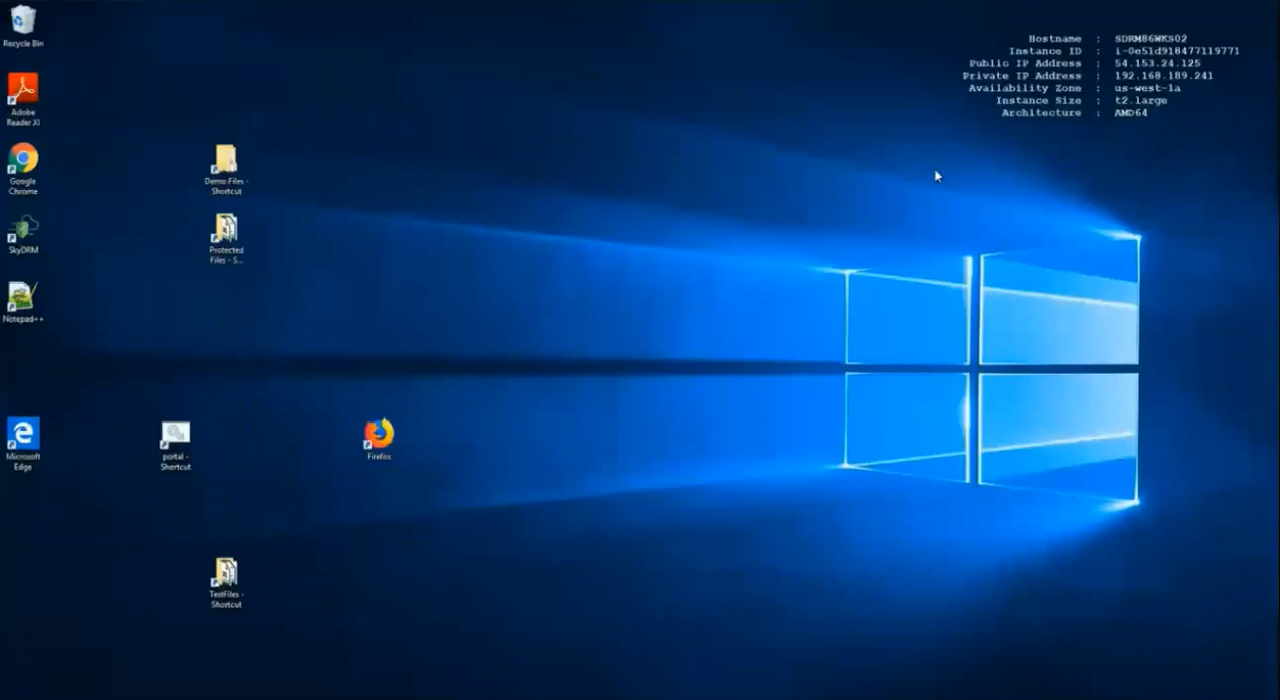 Recycle Bin
Adobe
Reader XI
Google
Chrome
SkyDRM
Notepad++
Microsoft
Edge
Demo Files -
Shortcut
Protected
Files - S...
portal -
Shortcut
Firefox
TestFiles -
Shortcut
Hostname : SDRM86WKS02
Instance ID : i-0e51d918477119771
Public IP Address : 54.153.24.125
Private IP Address : 192.168.189.241
Availability Zone : us-west-1a
Instance Size : t2.large
Architecture : AMD64